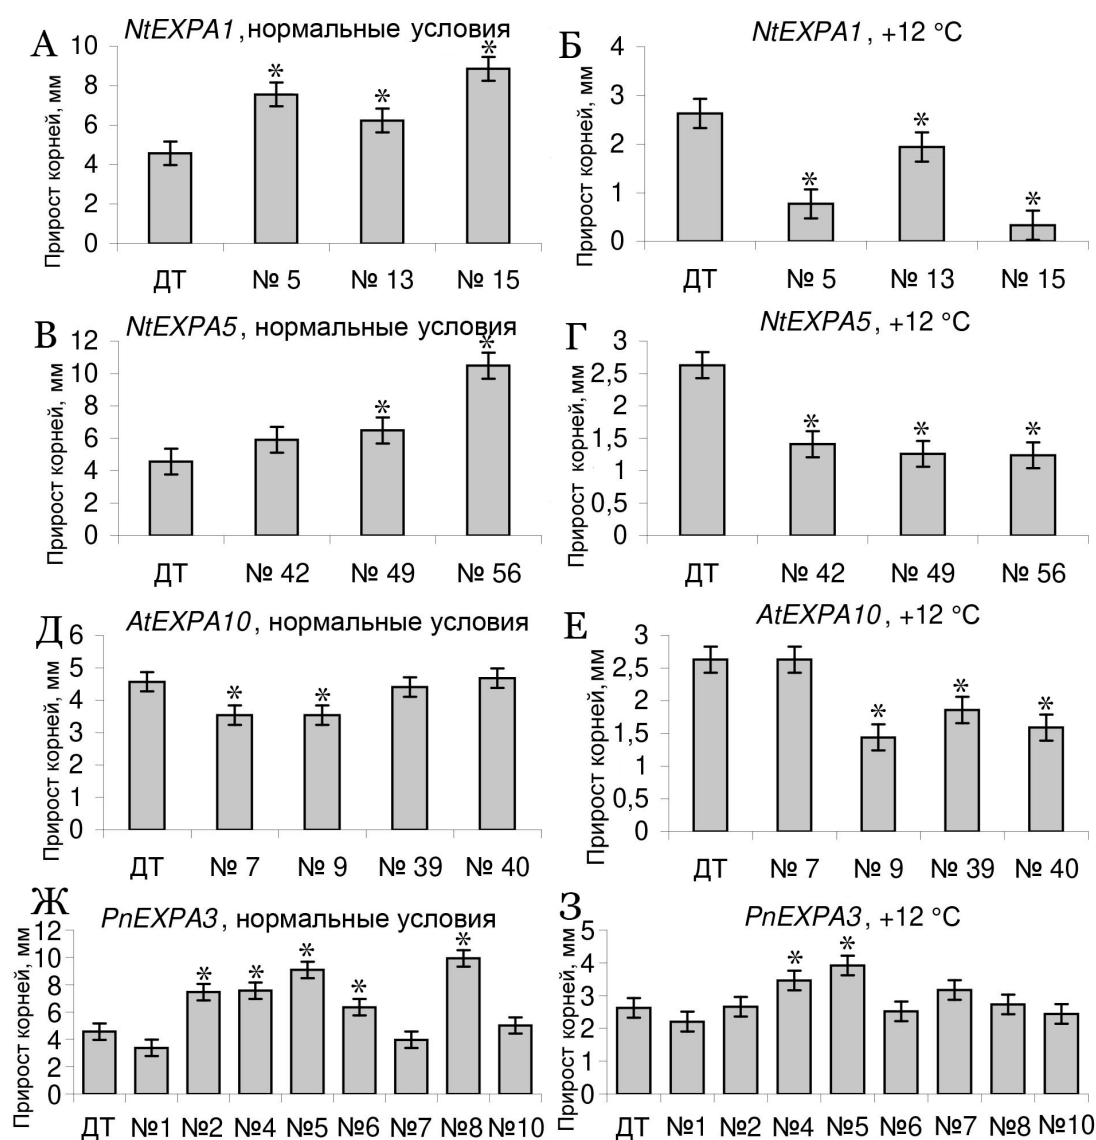 А
NtEXPA1, нормальные условия
Прирост корней, мм
10
8
6
4
2
0
*
*
*
ДТ № 5 № 13 № 15
Б
NtEXPA1, +12 °C
Прирост корней, мм
4
3
2
1
0
*
*
*
ДТ № 5 № 13 № 15
В
NtEXPA5, нормальные условия
Прирост корней, мм
12
10
8
6
4
2
0
*
*
ДТ № 42 № 49 № 56
Г
NtEXPA5, +12 °C
Прирост корней, мм
3
2,5
2
1,5
1
0,5
0
* * *
ДТ № 42 № 49 № 56
Д
AtEXPA10, нормальные условия
Прирост корней, мм
6
5
4
3
2
1
0
* *
ДТ № 7 № 9 № 39 № 40
Е
AtEXPA10, +12 °C
Прирост корней, мм
3
2,5
2
1,5
1
0,5
0
* * *
ДТ № 7 № 9 № 39 № 40
Ж
PnEXPA3, нормальные условия
Прирост корней, мм
12
10
8
6
4
2
0
* * * * *
ДТ №1 №2 №4 №5 №6 №7 №8 №10
З
PnEXPA3, +12 °C
Прирост корней, мм
5
4
3
2
1
0
* *
ДТ №1 №2 №4 №5 №6 №7 №8 №10